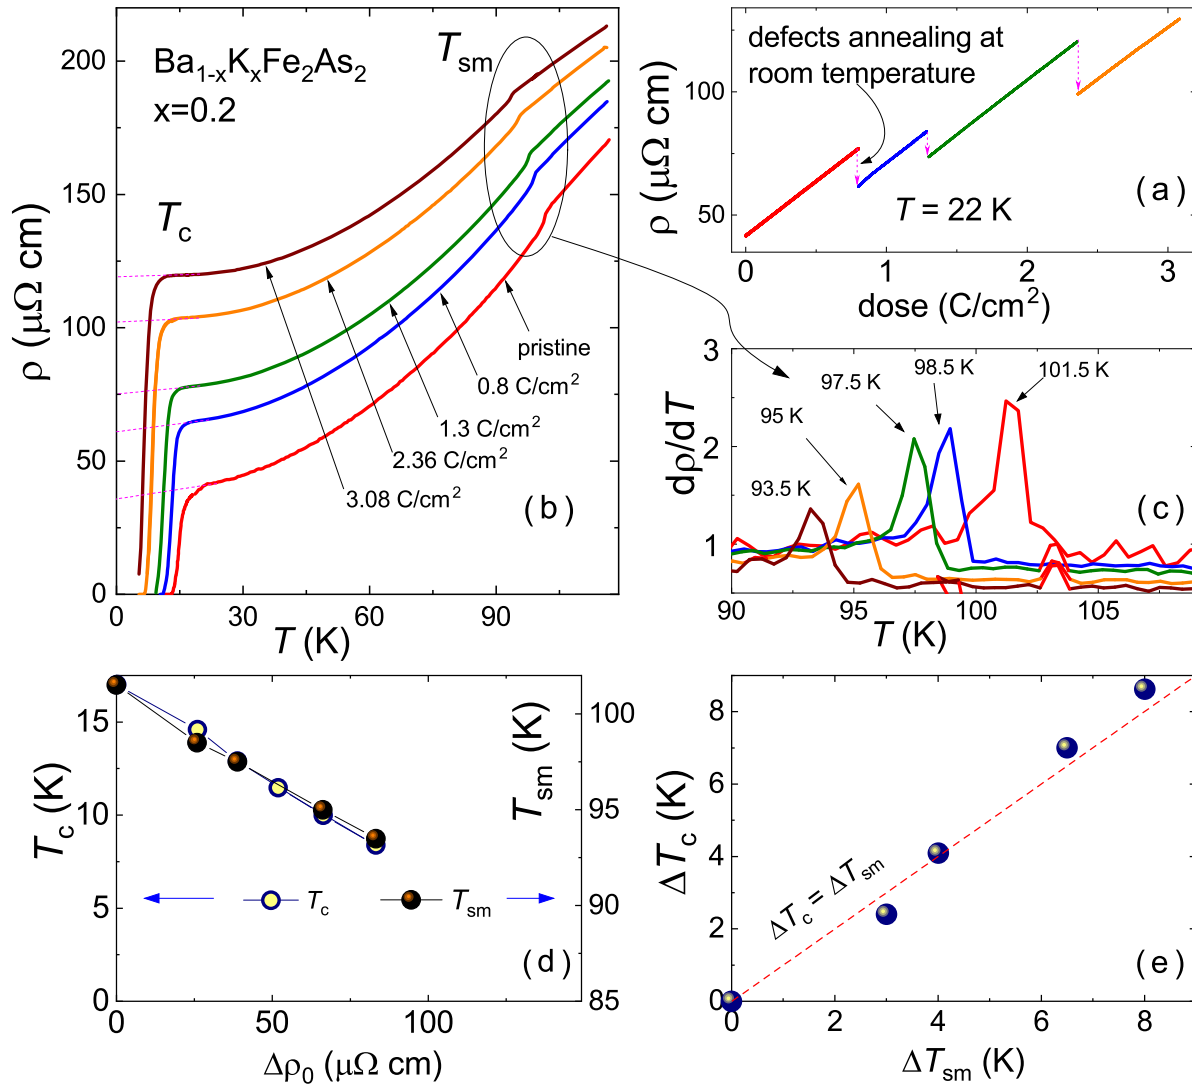 Ba1-xKxFe2As2
x=0.2
Tc
Tsm
pristine
0.8 C/cm²
1.3 C/cm²
2.36 C/cm²
3.08 C/cm²
(b)
ρ (μΩ cm)
200
150
100
50
0
0 30 60 90
T (K)
defects annealing at
room temperature
T = 22 K
(a)
ρ (μΩ cm)
100
50
0 1 2 3
dose (C/cm²)
3
2
1
dρ/dT
93.5 K
95 K
97.5 K
98.5 K
101.5 K
(c)
90 95 100 105
T (K)
Tc (K)
15
10
5
0
Tsm (K)
100
95
90
85
Tc
Tsm
(d)
0 50 100
Δρ0 (μΩ cm)
ΔTc (K)
8
6
4
2
0
ΔTc = ΔTsm
(e)
0 2 4 6 8
ΔTsm (K)